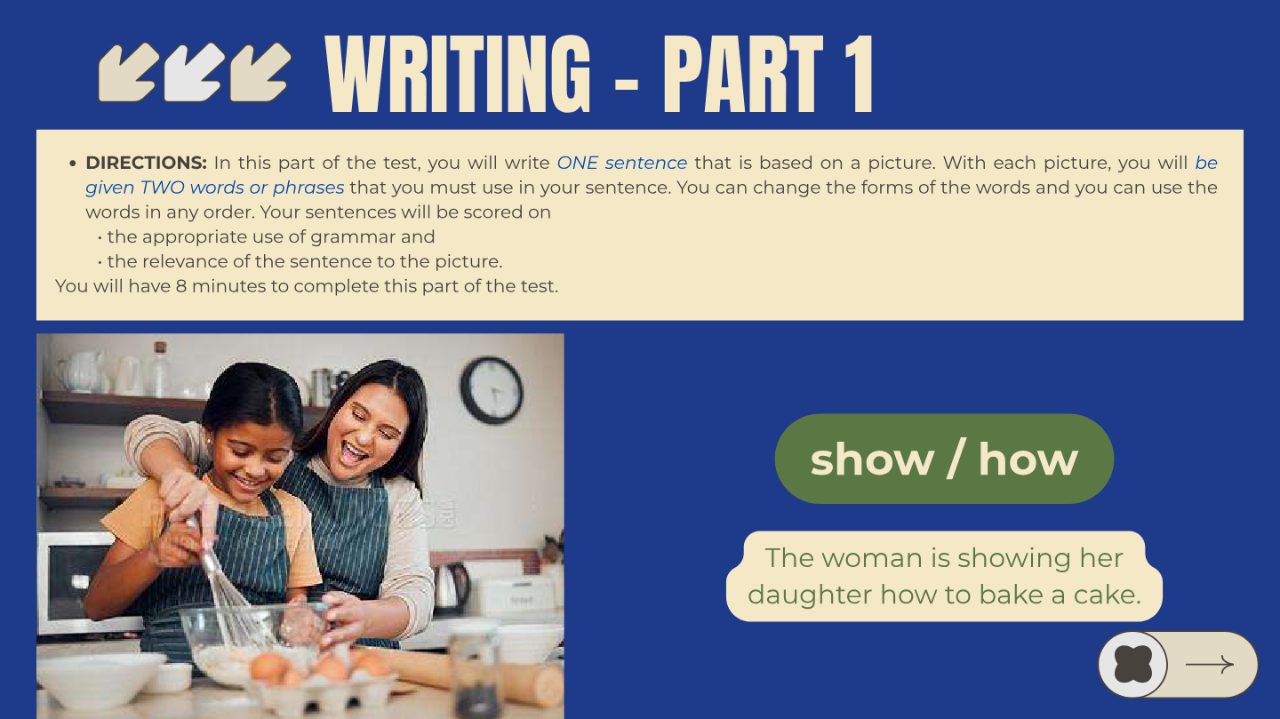 WRITING - PART 1
• DIRECTIONS: In this part of the test, you will write ONE sentence that is based on a picture. With each picture, you will be
given TWO words or phrases that you must use in your sentence. You can change the forms of the words and you can use the
words in any order. Your sentences will be scored on
• the appropriate use of grammar and
• the relevance of the sentence to the picture.
You will have 8 minutes to complete this part of the test.
show / how
The woman is showing her
daughter how to bake a cake.